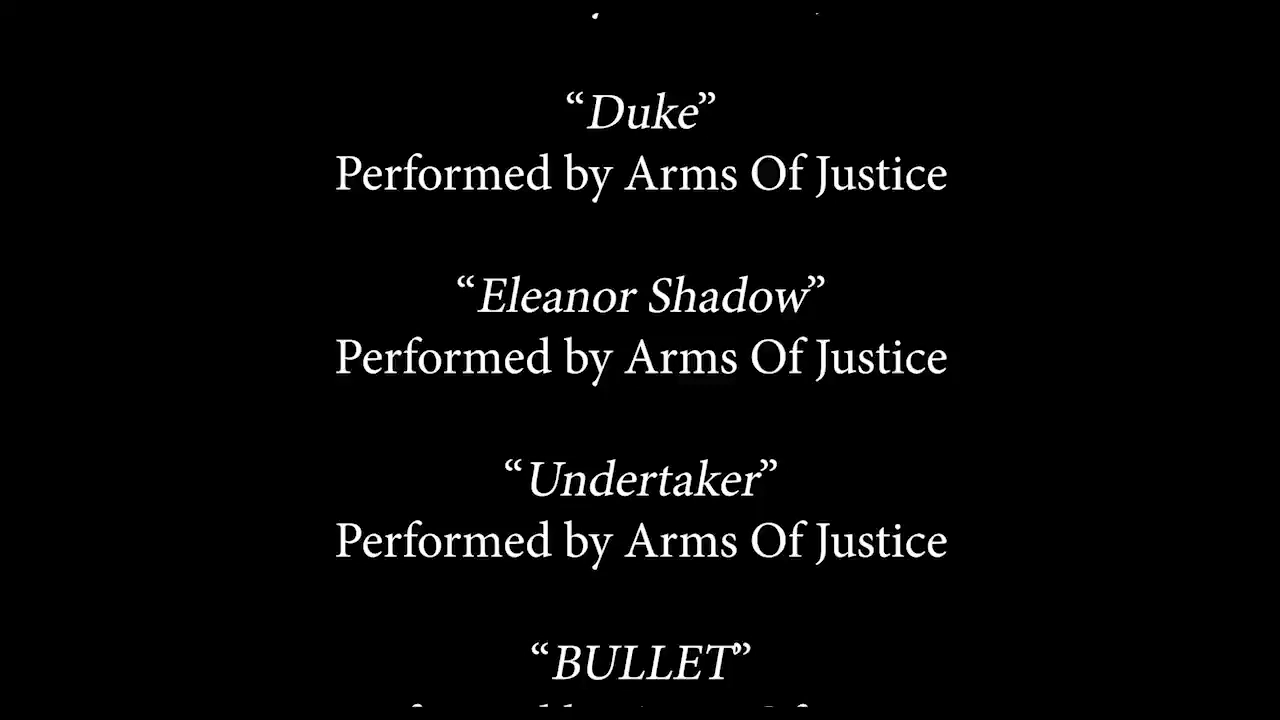 “Duke”
Performed by Arms Of Justice
“Eleanor Shadow”
Performed by Arms Of Justice
“Undertaker”
Performed by Arms Of Justice
“BULLET”